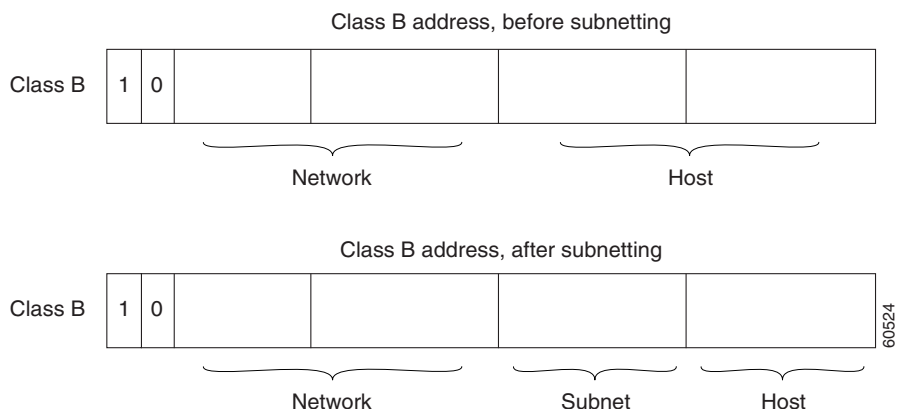 Class B address, before subnetting
Class B 1 0
Network Host
Class B address, after subnetting
Class B 1 0
60524
Network Subnet Host